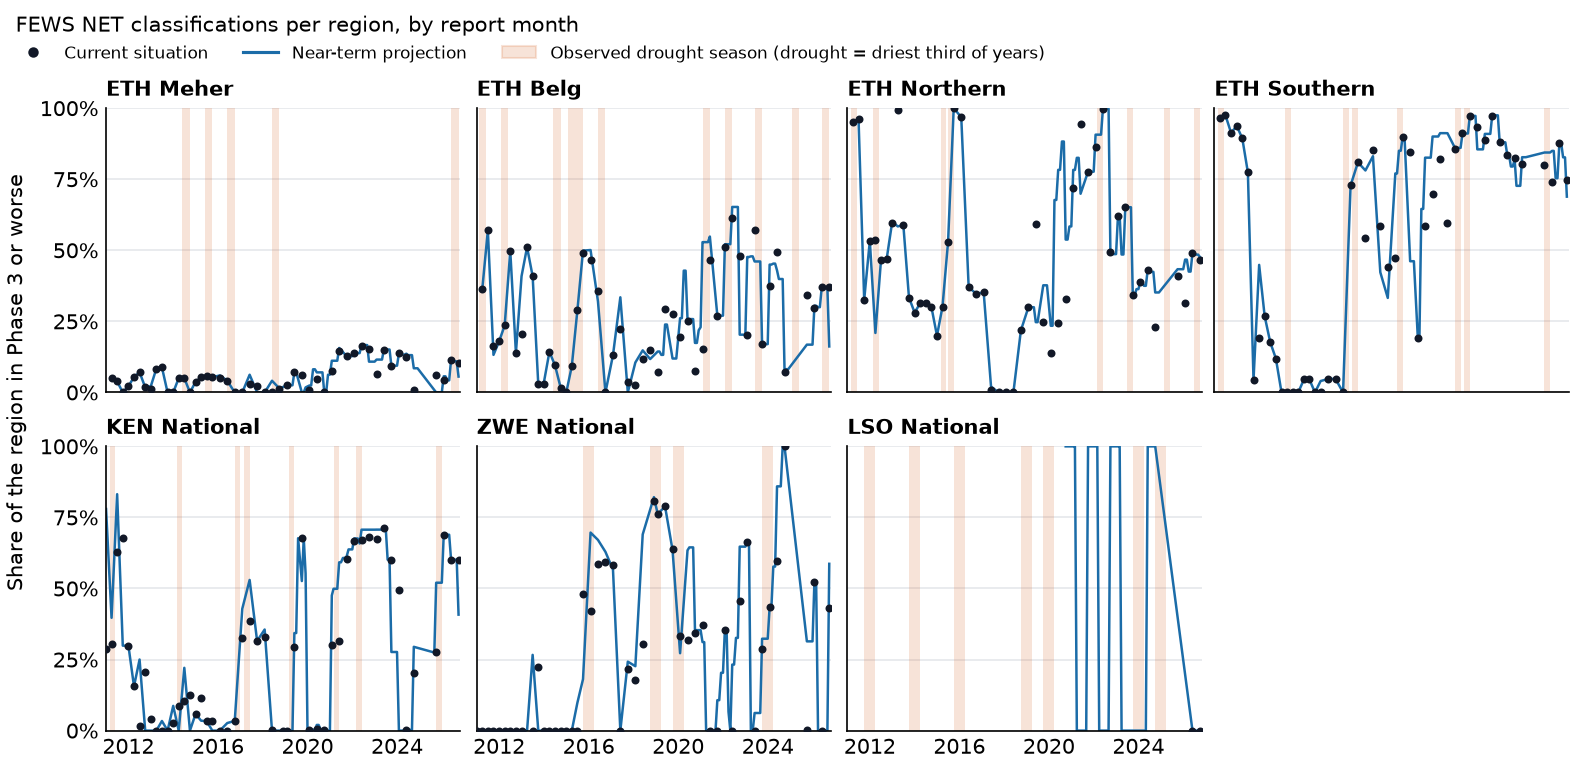 FEWS NET classifications per region, by report month
Current situation
Near-term projection
Observed drought season (drought = driest third of years)
Share of the region in Phase 3 or worse
ETH Meher
ETH Belg
ETH Northern
ETH Southern
100%
75%
50%
25%
0%
KEN National
ZWE National
LSO National
100%
75%
50%
25%
0%
2012 2016 2020 2024
2012 2016 2020 2024
2012 2016 2020 2024